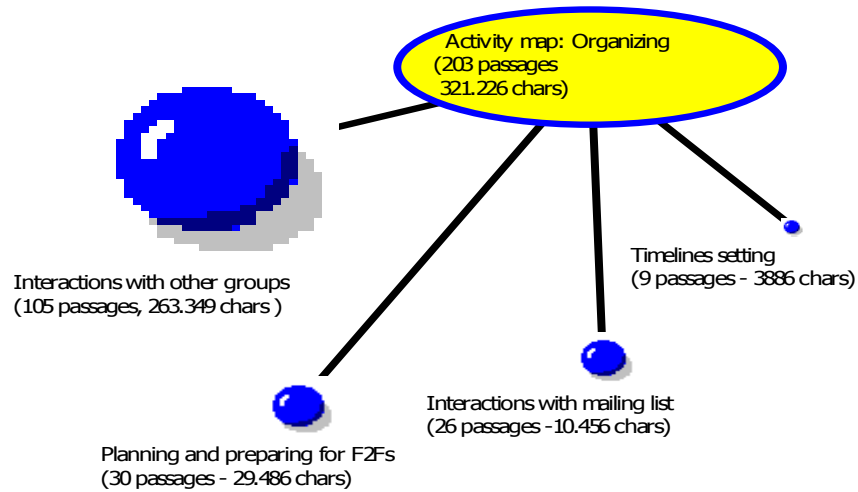 Activity map: Organizing
(203 passages
321.226 chars)
Timelines setting
(9 passages - 3886 chars)
Interactions with other groups
(105 passages, 263.349 chars )
Interactions with mailing list
(26 passages -10.456 chars)
Planning and preparing for F2Fs
(30 passages - 29.486 chars)